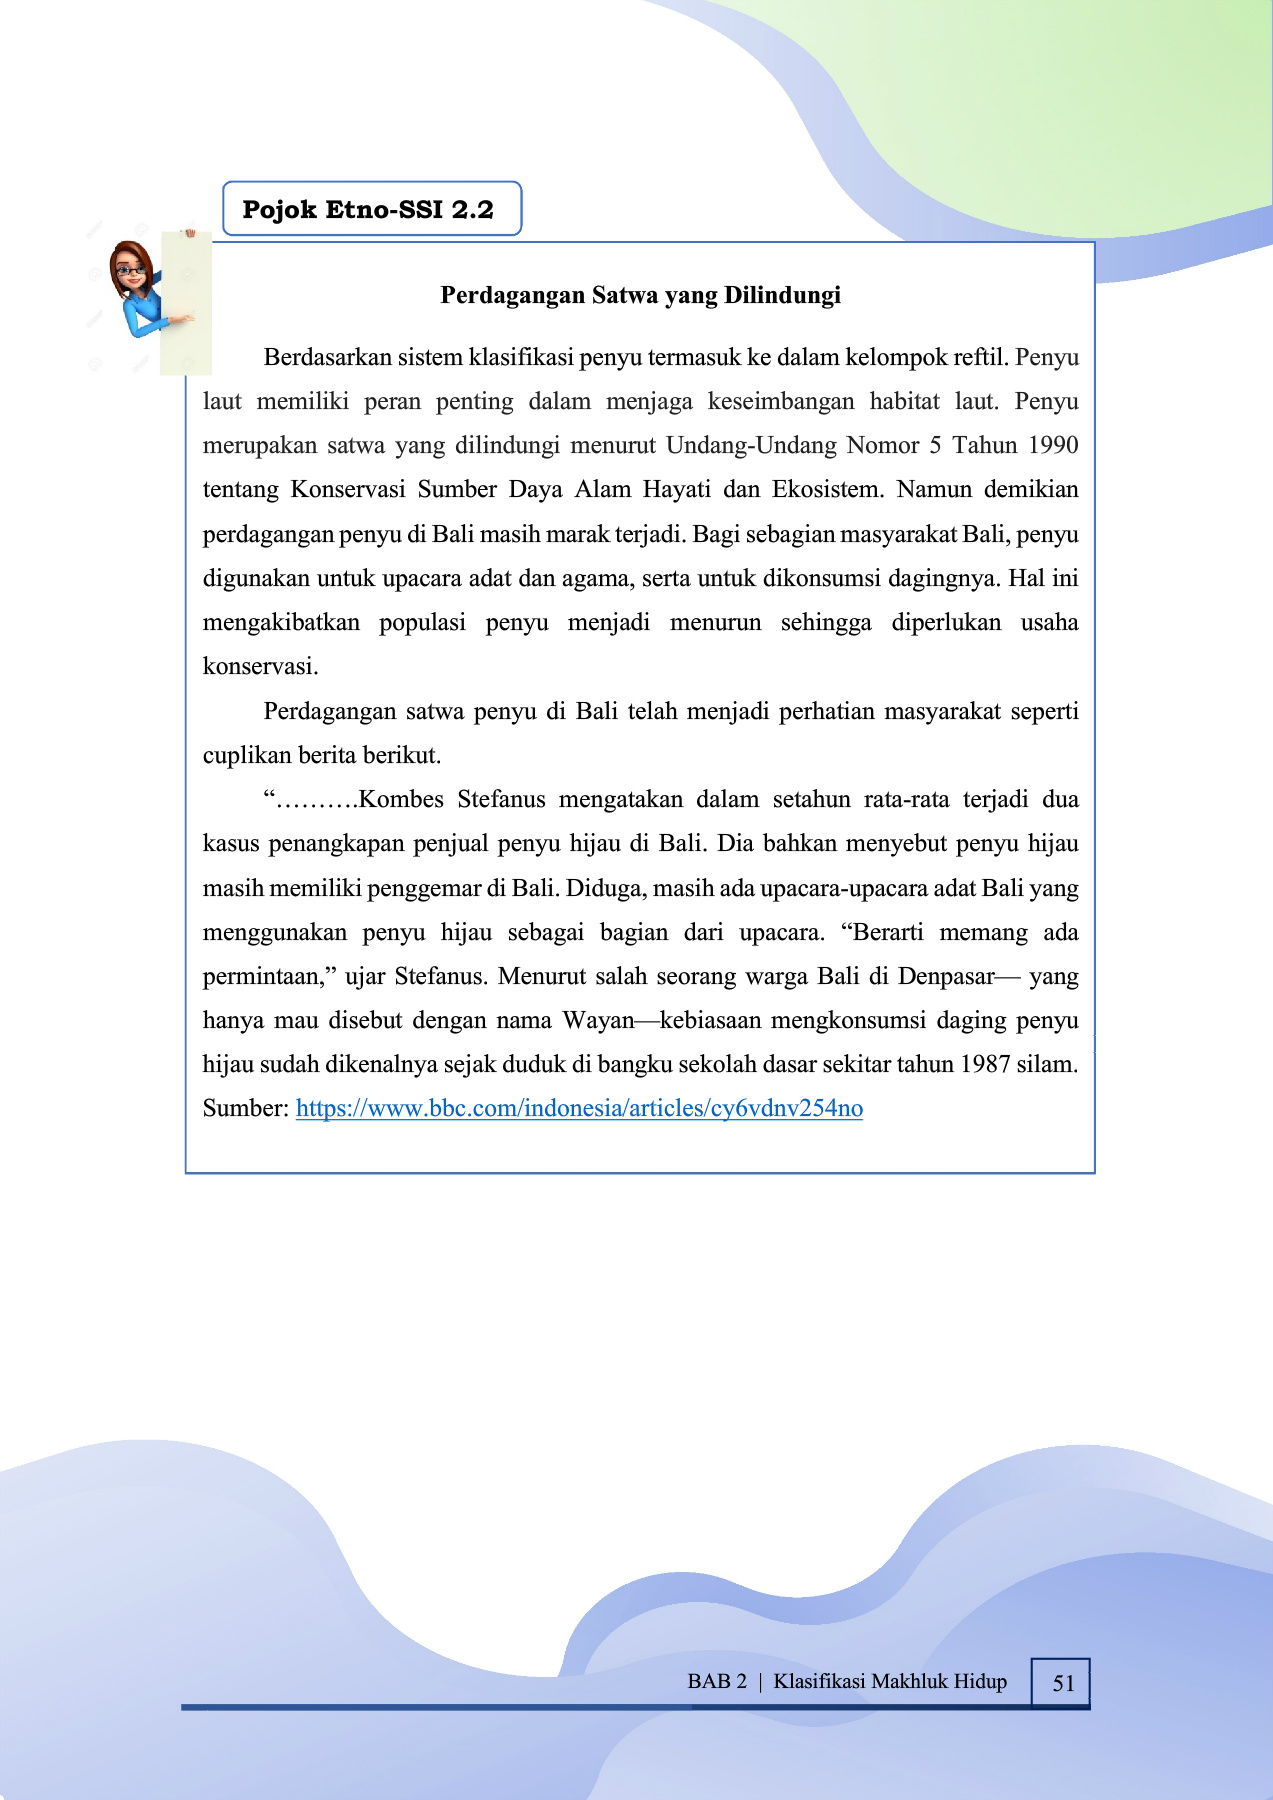 Pojok Etno-SSI 2.2
Perdagangan Satwa yang Dilindungi
Berdasarkan sistem klasifikasi penyu termasuk ke dalam kelompok reftil. Penyu
laut memiliki peran penting dalam menjaga keseimbangan habitat laut. Penyu
merupakan satwa yang dilindungi menurut Undang-Undang Nomor 5 Tahun 1990
tentang Konservasi Sumber Daya Alam Hayati dan Ekosistem. Namun demikian
perdagangan penyu di Bali masih marak terjadi. Bagi sebagian masyarakat Bali, penyu
digunakan untuk upacara adat dan agama, serta untuk dikonsumsi dagingnya. Hal ini
mengakibatkan populasi penyu menjadi menurun sehingga diperlukan usaha
konservasi.
Perdagangan satwa penyu di Bali telah menjadi perhatian masyarakat seperti
cuplikan berita berikut.
“……….Kombes Stefanus mengatakan dalam setahun rata-rata terjadi dua
kasus penangkapan penjual penyu hijau di Bali. Dia bahkan menyebut penyu hijau
masih memiliki penggemar di Bali. Diduga, masih ada upacara-upacara adat Bali yang
menggunakan penyu hijau sebagai bagian dari upacara. “Berarti memang ada
permintaan,” ujar Stefanus. Menurut salah seorang warga Bali di Denpasar— yang
hanya mau disebut dengan nama Wayan—kebiasaan mengkonsumsi daging penyu
hijau sudah dikenalnya sejak duduk di bangku sekolah dasar sekitar tahun 1987 silam.
Sumber: https://www.bbc.com/indonesia/articles/cy6vdnv254no
BAB 2 | Klasifikasi Makhluk Hidup 51